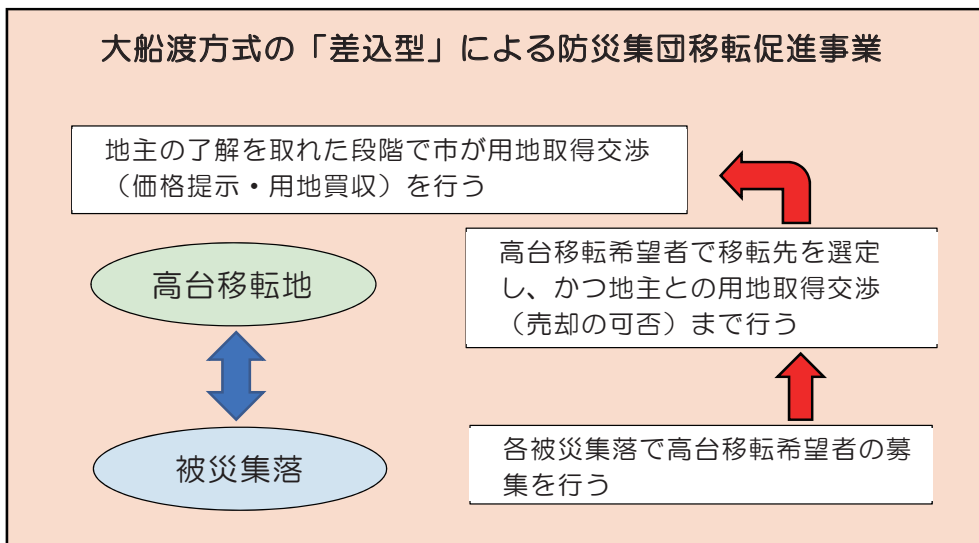 大船渡方式の「差込型」による防災集団移転促進事業
地主の了解を取れた段階で市が用地取得交渉
（価格提示・用地買収）を行う
高台移転希望者で移転先を選定
し、かつ地主との用地取得交渉
（売却の可否）まで行う
高台移転地
被災集落
各被災集落で高台移転希望者の募
集を行う